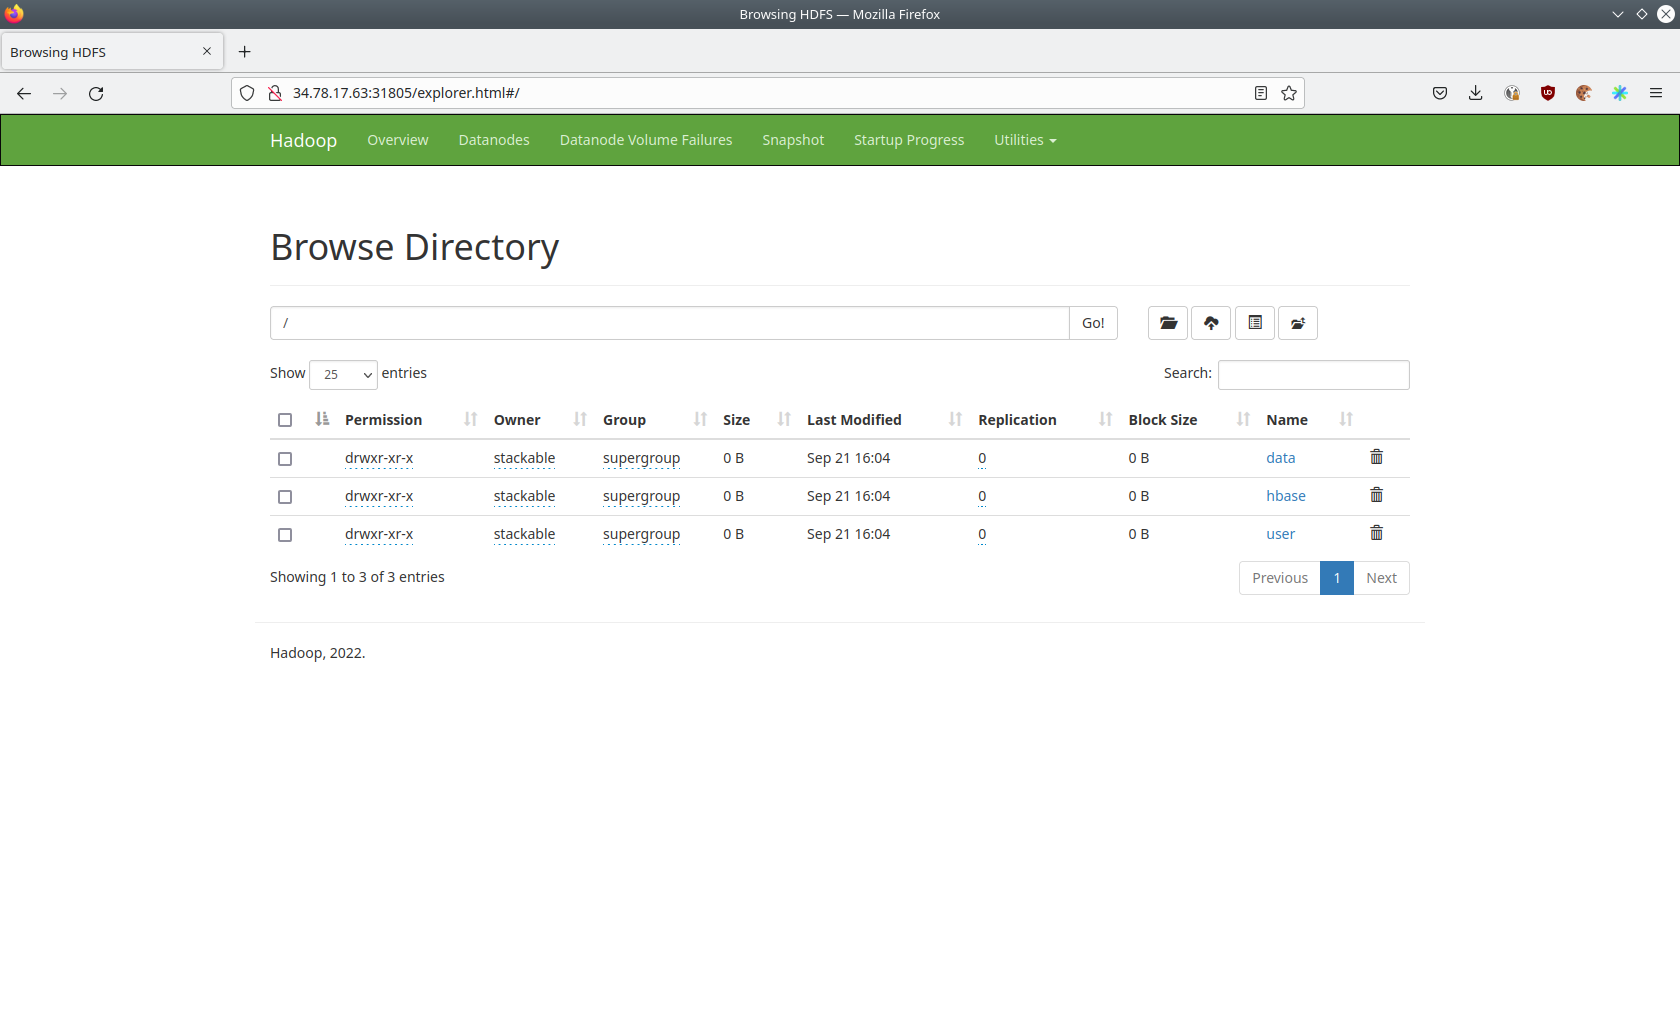 Browsing HDFS — Mozilla Firefox
Browsing HDFS
34.78.17.63:31805/explorer.html#/
Hadoop Overview Datanodes Datanode Volume Failures Snapshot Startup Progress Utilities
Browse Directory
/ Go!
Show 25 entries Search:
Permission Owner Group Size Last Modified Replication Block Size Name
drwxr-xr-x stackable supergroup 0 B Sep 21 16:04 0 0 B data
drwxr-xr-x stackable supergroup 0 B Sep 21 16:04 0 0 B hbase
drwxr-xr-x stackable supergroup 0 B Sep 21 16:04 0 0 B user
Showing 1 to 3 of 3 entries Previous 1 Next
Hadoop, 2022.